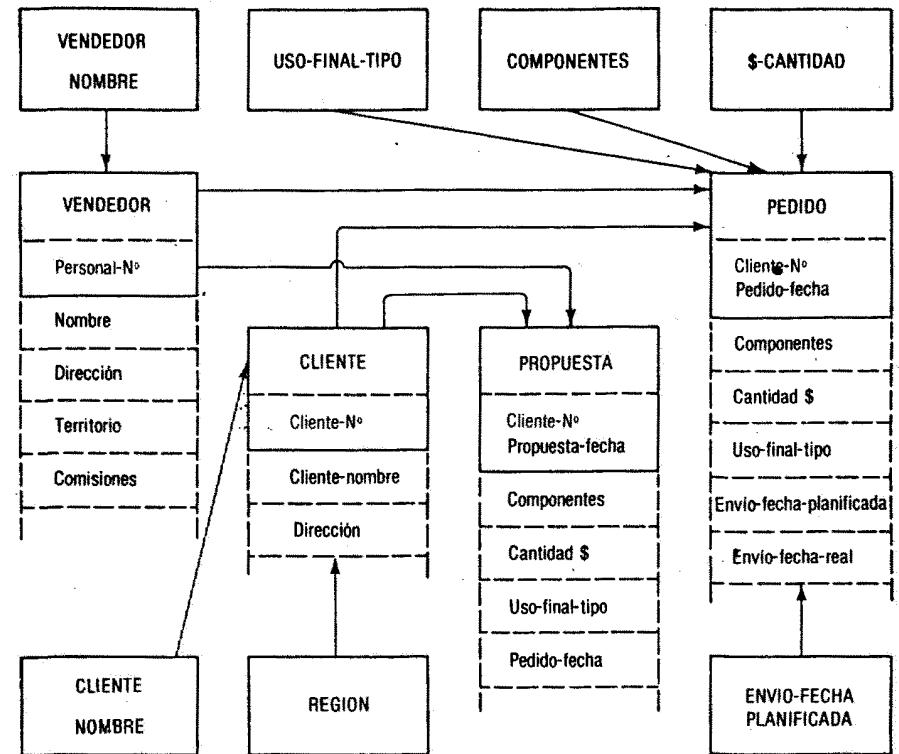 VENDEDOR
NOMBRE
USO-FINAL-TIPO
COMPONENTES
$-CANTIDAD
VENDEDOR
Personal-Nº
Nombre
Dirección
Territorio
Comisiones
CLIENTE
Cliente-Nº
Cliente-nombre
Dirección
PROPUESTA
Cliente-Nº
Propuesta-fecha
Componentes
Cantidad $
Uso-final-tipo
Pedido-fecha
PEDIDO
Cliente-Nº
Pedido-fecha
Componentes
Cantidad $
Uso-final-tipo
Envío-fecha-planificada
Envío-fecha-real
CLIENTE
NOMBRE
REGION
ENVIO-FECHA
PLANIFICADA